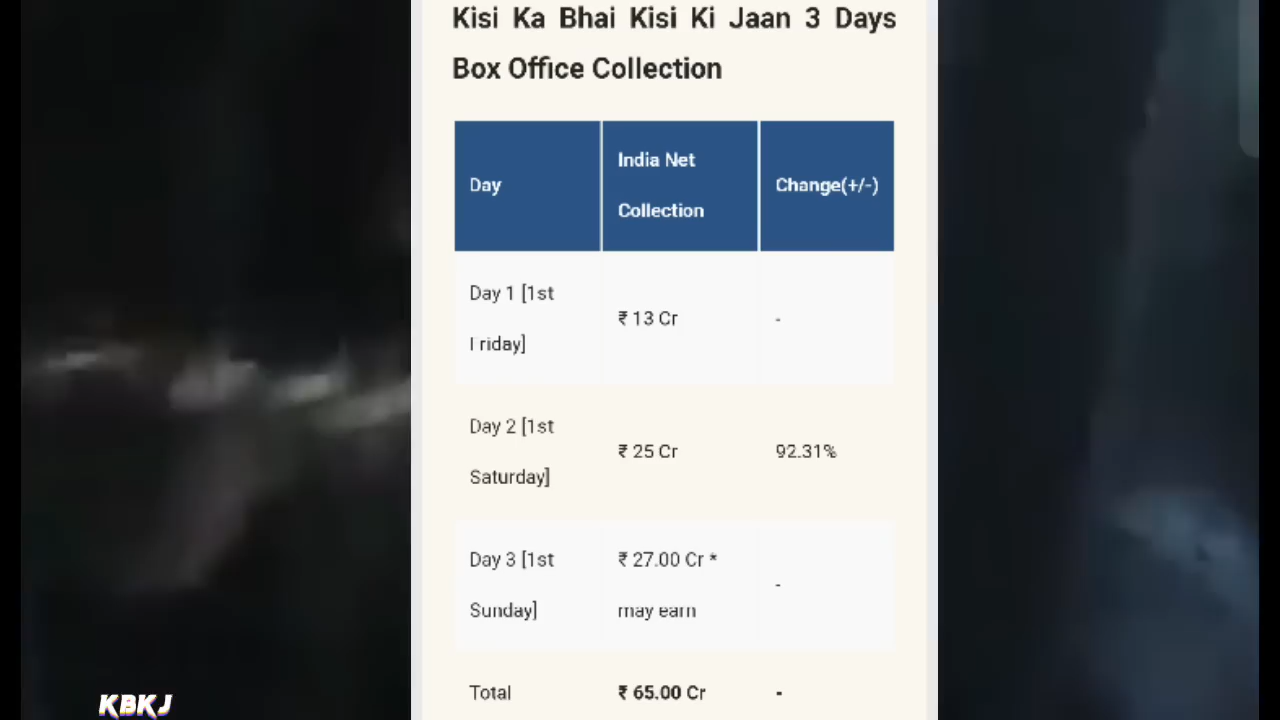 Kisi Ka Bhai Kisi Ki Jaan 3 Days
Box Office Collection
Day
India Net
Collection
Change(+/-)
Day 1 [1st
I riday]
₹ 13 Cr
-
Day 2 [1st
Saturday]
₹ 25 Cr
92.31%
Day 3 [1st
Sunday]
₹ 27.00 Cr *
may earn
-
Total
₹ 65.00 Cr
-
KBKJ